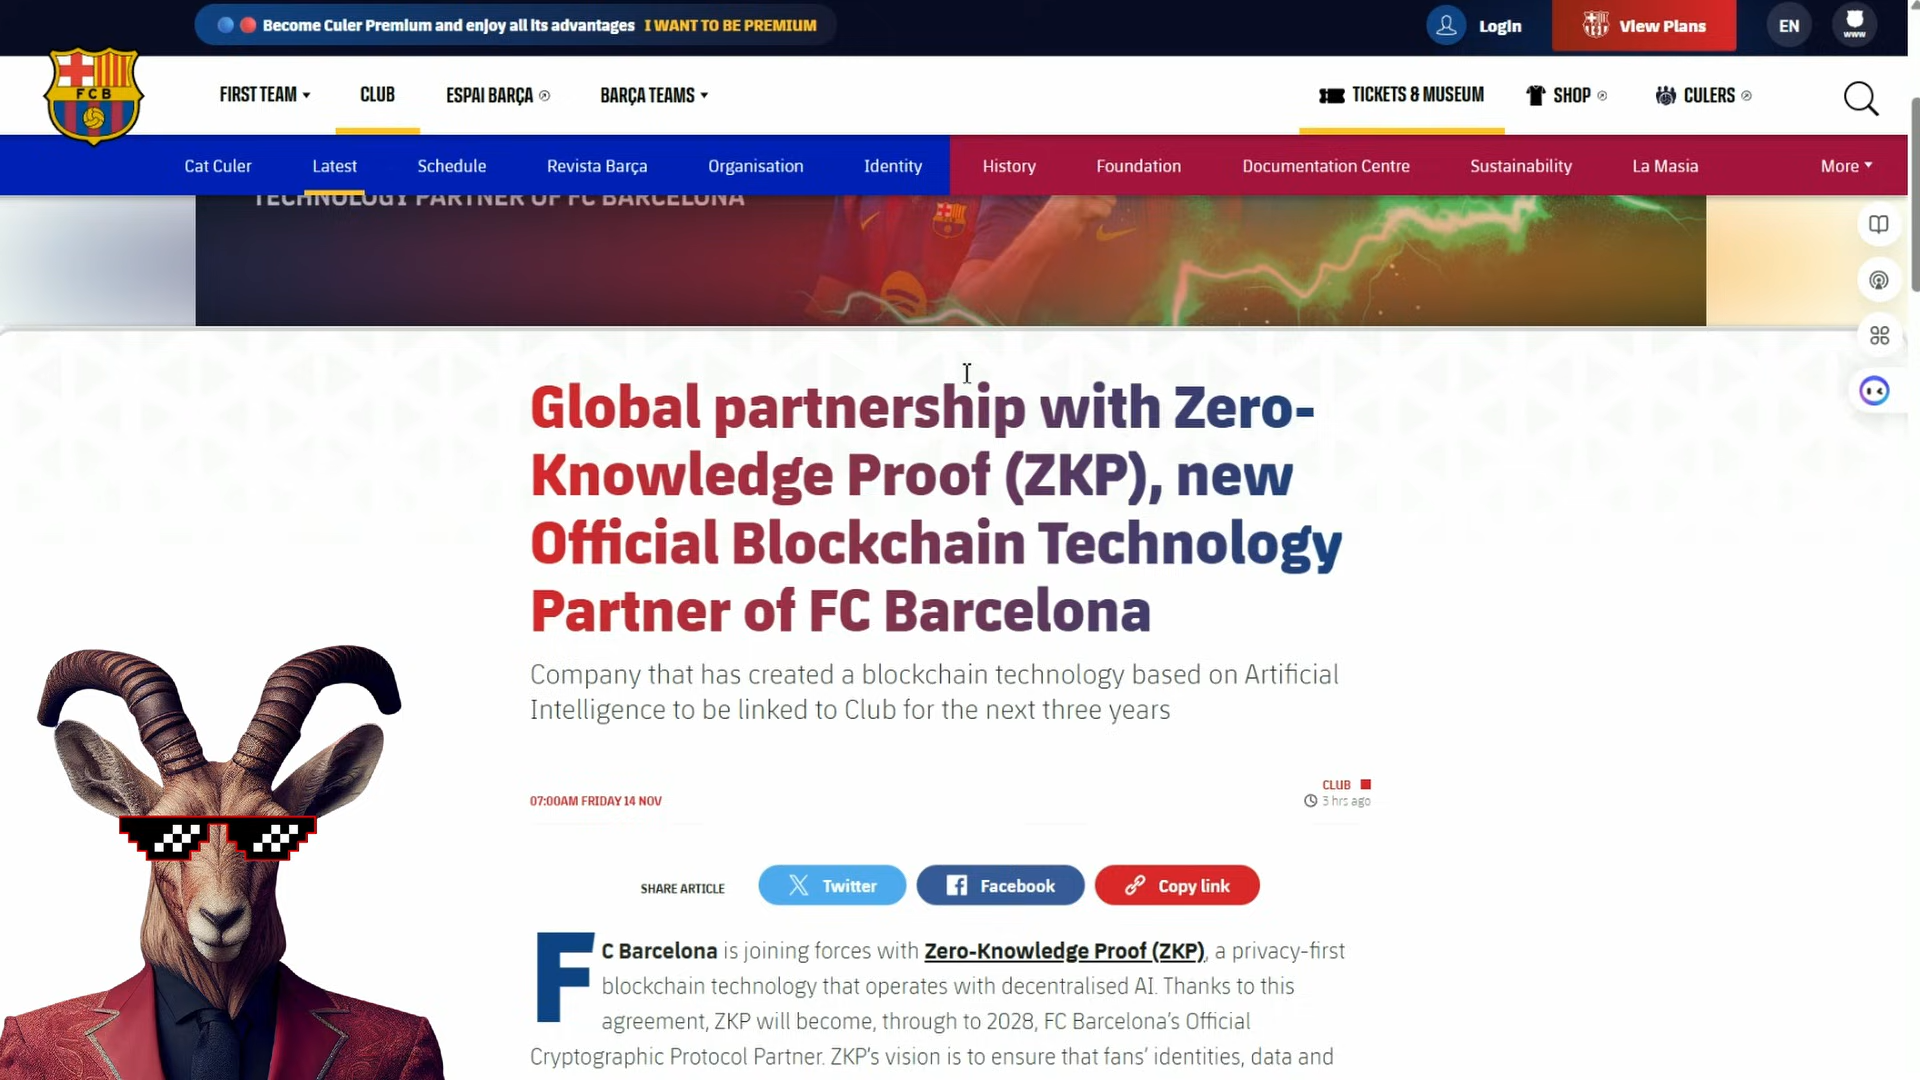 Become Culer Premium and enjoy all its advantages I WANT TO BE PREMIUM
Login
View Plans
EN
WWW
FCB
FIRST TEAM
CLUB
ESPAI BARÇA
BARÇA TEAMS
TICKETS & MUSEUM
SHOP
CULERS
Cat Culer
Latest
Schedule
Revista Barça
Organisation
Identity
History
Foundation
Documentation Centre
Sustainability
La Masia
More
TECHNOLOGY PARTNER OF FC BARCELONA
Global partnership with Zero-
Knowledge Proof (ZKP), new
Official Blockchain Technology
Partner of FC Barcelona
Company that has created a blockchain technology based on Artificial
Intelligence to be linked to Club for the next three years
07:00AM FRIDAY 14 NOV
CLUB
3 hrs ago
SHARE ARTICLE
Twitter
Facebook
Copy link
FC Barcelona is joining forces with Zero-Knowledge Proof (ZKP), a privacy-first
blockchain technology that operates with decentralised AI. Thanks to this
agreement, ZKP will become, through to 2028, FC Barcelona's Official
Cryptographic Protocol Partner. ZKP's vision is to ensure that fans' identities, data and